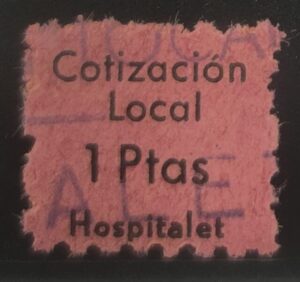 Cotización
Local
1 Ptas
Hospitalet